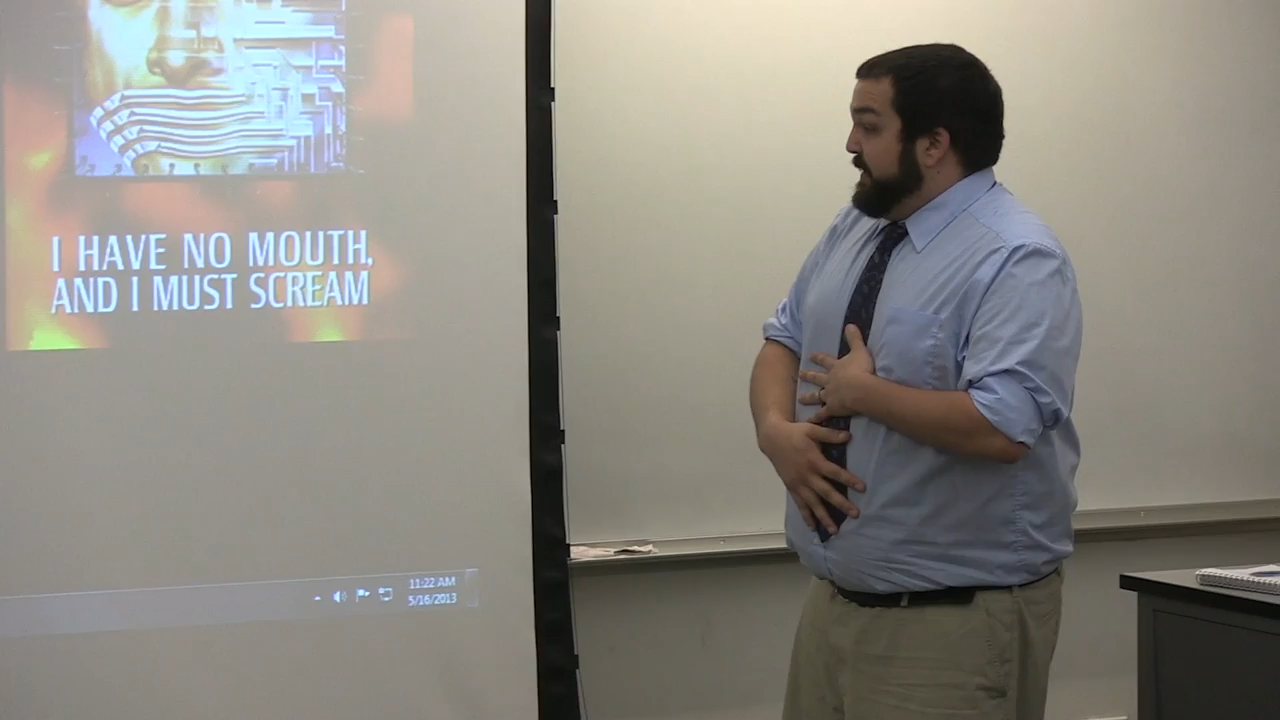 I HAVE NO MOUTH,
AND I MUST SCREAM
11:22 AM
5/16/2013